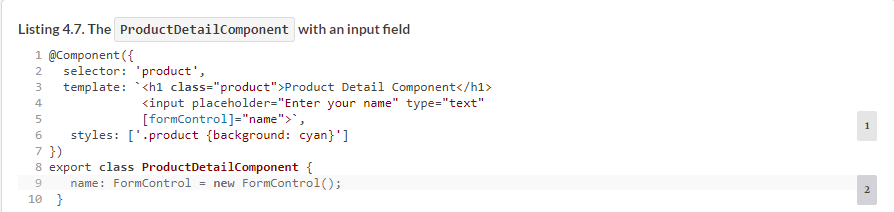 Listing 4.7. The ProductDetailComponent with an input field
1 @Component({
2   selector: 'product',
3   template: `<h1 class="product">Product Detail Component</h1>
4              <input placeholder="Enter your name" type="text"
5              [formControl]="name">`,
6    styles: ['.product {background: cyan}']
1
7 })
8 export class ProductDetailComponent {
9    name: FormControl = new FormControl();
2
10  }